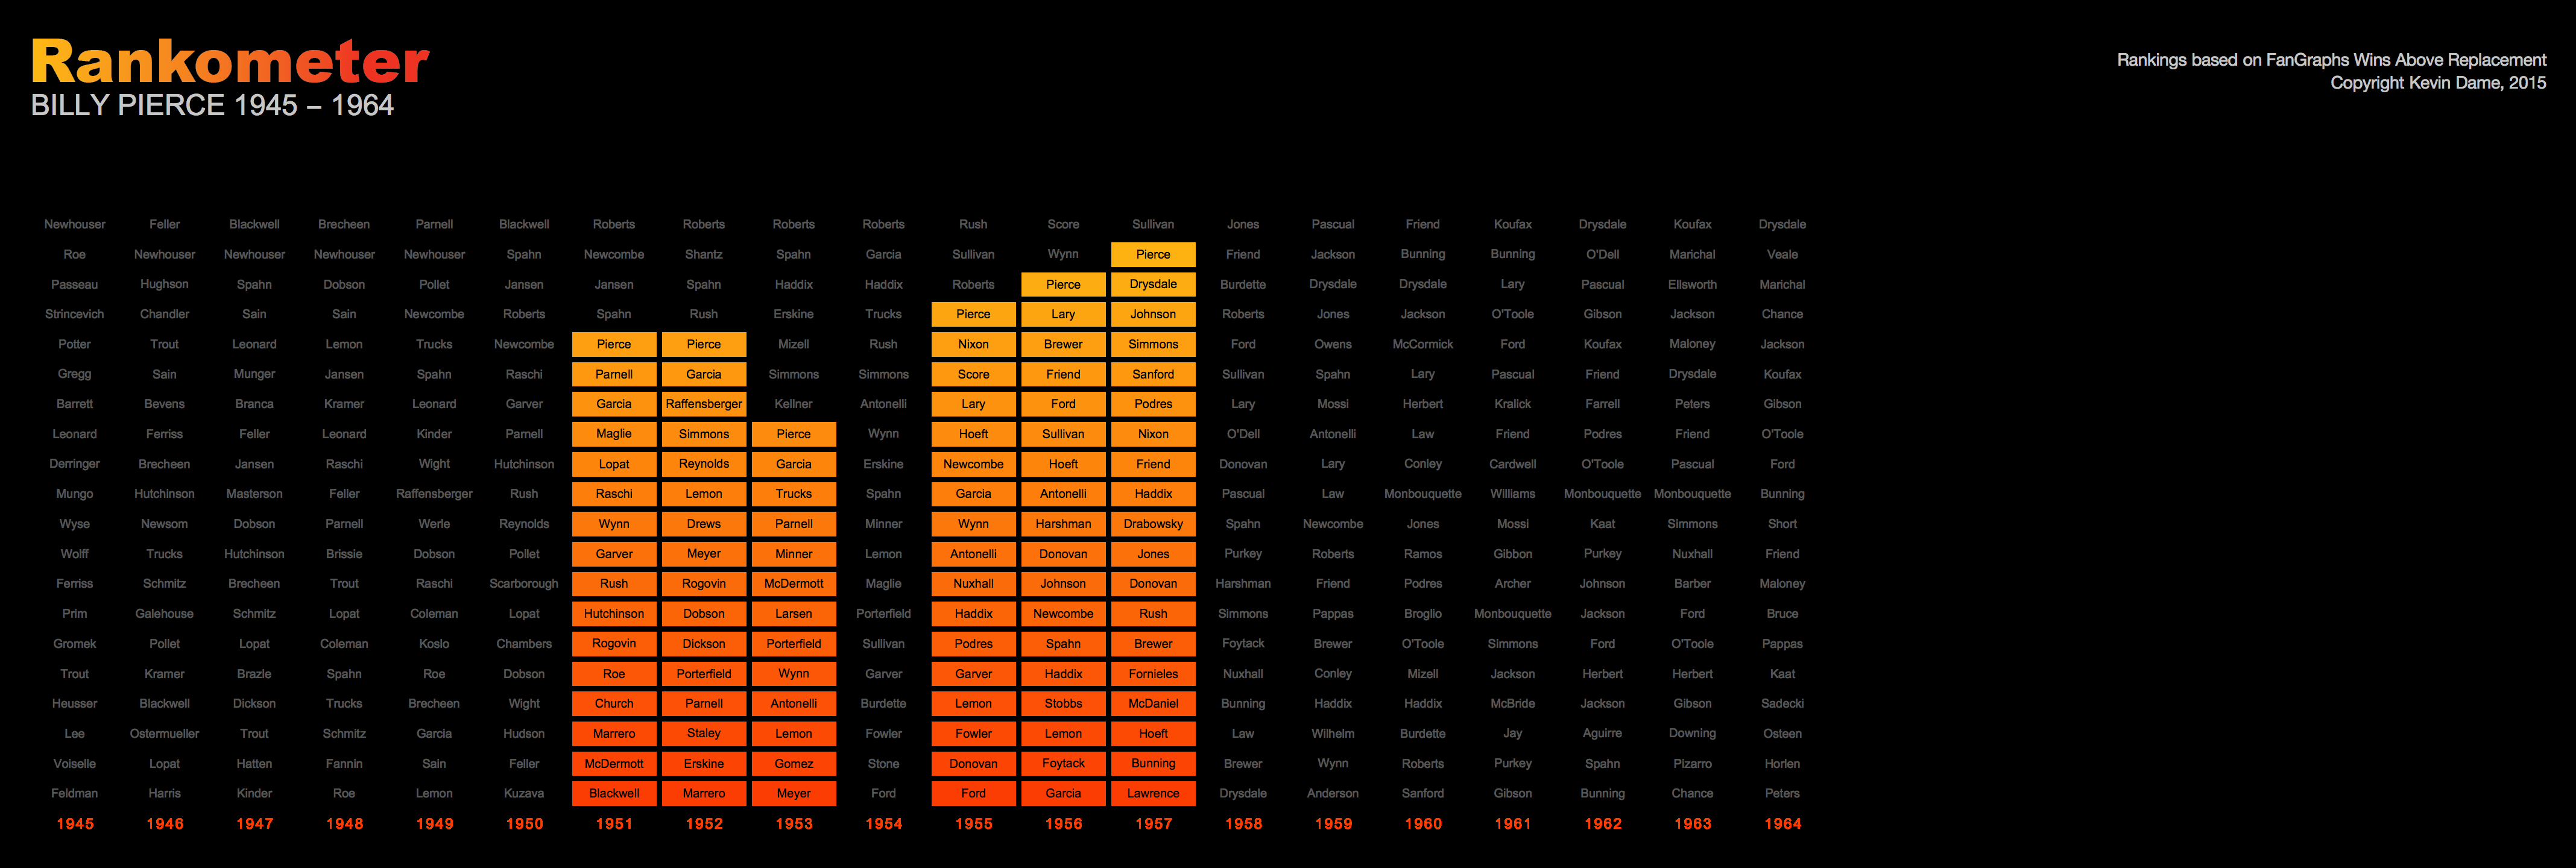 Rankometer
BILLY PIERCE 1945 – 1964
Rankings based on FanGraphs Wins Above Replacement
Copyright Kevin Dame, 2015
Newhouser Feller Blackwell Brecheen Parnell Blackwell Roberts Roberts Roberts Roberts Rush Score Sullivan Jones Pascual Friend Koufax Drysdale Koufax Drysdale
Roe Newhouser Newhouser Newhouser Newhouser Spahn Newcombe Shantz Spahn Garcia Sullivan Wynn Pierce Friend Jackson Bunning Bunning O'Dell Marichal Veale
Passeau Hughson Spahn Dobson Pollet Jansen Jansen Spahn Haddix Haddix Roberts Pierce Drysdale Burdette Drysdale Drysdale Lary Pascual Ellsworth Marichal
Strincevich Chandler Sain Sain Newcombe Roberts Spahn Rush Erskine Trucks Pierce Lary Johnson Roberts Jones Jackson O'Toole Gibson Jackson Chance
Potter Trout Leonard Lemon Trucks Newcombe Pierce Pierce Mizell Rush Nixon Brewer Simmons Ford Owens McCormick Ford Koufax Maloney Jackson
Gregg Sain Munger Jansen Spahn Raschi Parnell Garcia Simmons Simmons Score Friend Sanford Sullivan Spahn Lary Pascual Friend Drysdale Koufax
Barrett Bevens Branca Kramer Leonard Garver Garcia Raffensberger Kellner Antonelli Lary Ford Podres Lary Mossi Herbert Kralick Farrell Peters Gibson
Leonard Ferriss Feller Leonard Kinder Parnell Maglie Simmons Pierce Wynn Hoeft Sullivan Nixon O'Dell Antonelli Law Friend Podres Friend O'Toole
Derringer Brecheen Jansen Raschi Wight Hutchinson Lopat Reynolds Garcia Erskine Newcombe Hoeft Friend Donovan Lary Conley Cardwell O'Toole Pascual Ford
Mungo Hutchinson Masterson Feller Raffensberger Rush Raschi Lemon Trucks Spahn Garcia Antonelli Haddix Pascual Law Monbouquette Williams Monbouquette Monbouquette Bunning
Wyse Newsom Dobson Parnell Werle Reynolds Wynn Drews Parnell Minner Wynn Harshman Drabowsky Spahn Newcombe Jones Mossi Kaat Simmons Short
Wolff Trucks Hutchinson Brissie Dobson Pollet Garver Meyer Minner Lemon Antonelli Donovan Jones Purkey Roberts Ramos Gibbon Purkey Nuxhall Friend
Ferriss Schmitz Brecheen Trout Raschi Scarborough Rush Rogovin McDermott Maglie Nuxhall Johnson Donovan Harshman Friend Podres Archer Johnson Barber Maloney
Prim Galehouse Schmitz Lopat Coleman Lopat Hutchinson Dobson Larsen Porterfield Haddix Newcombe Rush Simmons Pappas Broglio Monbouquette Jackson Ford Bruce
Gromek Pollet Lopat Coleman Koslo Chambers Rogovin Dickson Porterfield Sullivan Podres Spahn Brewer Foytack Brewer O'Toole Simmons Ford O'Toole Pappas
Trout Kramer Brazle Spahn Roe Dobson Roe Porterfield Wynn Garver Garver Haddix Fornieles Nuxhall Conley Mizell Jackson Herbert Herbert Kaat
Heusser Blackwell Dickson Trucks Brecheen Wight Church Parnell Antonelli Burdette Lemon Stobbs McDaniel Bunning Haddix Haddix McBride Jackson Gibson Sadecki
Lee Ostermueller Trout Schmitz Garcia Hudson Marrero Staley Lemon Fowler Fowler Lemon Hoeft Law Wilhelm Burdette Jay Aguirre Downing Osteen
Voiselle Lopat Hatten Fannin Sain Feller McDermott Erskine Gomez Stone Donovan Foytack Bunning Brewer Wynn Roberts Purkey Spahn Pizarro Horlen
Feldman Harris Kinder Roe Lemon Kuzava Blackwell Marrero Meyer Ford Ford Garcia Lawrence Drysdale Anderson Sanford Gibson Bunning Chance Peters
1945 1946 1947 1948 1949 1950 1951 1952 1953 1954 1955 1956 1957 1958 1959 1960 1961 1962 1963 1964